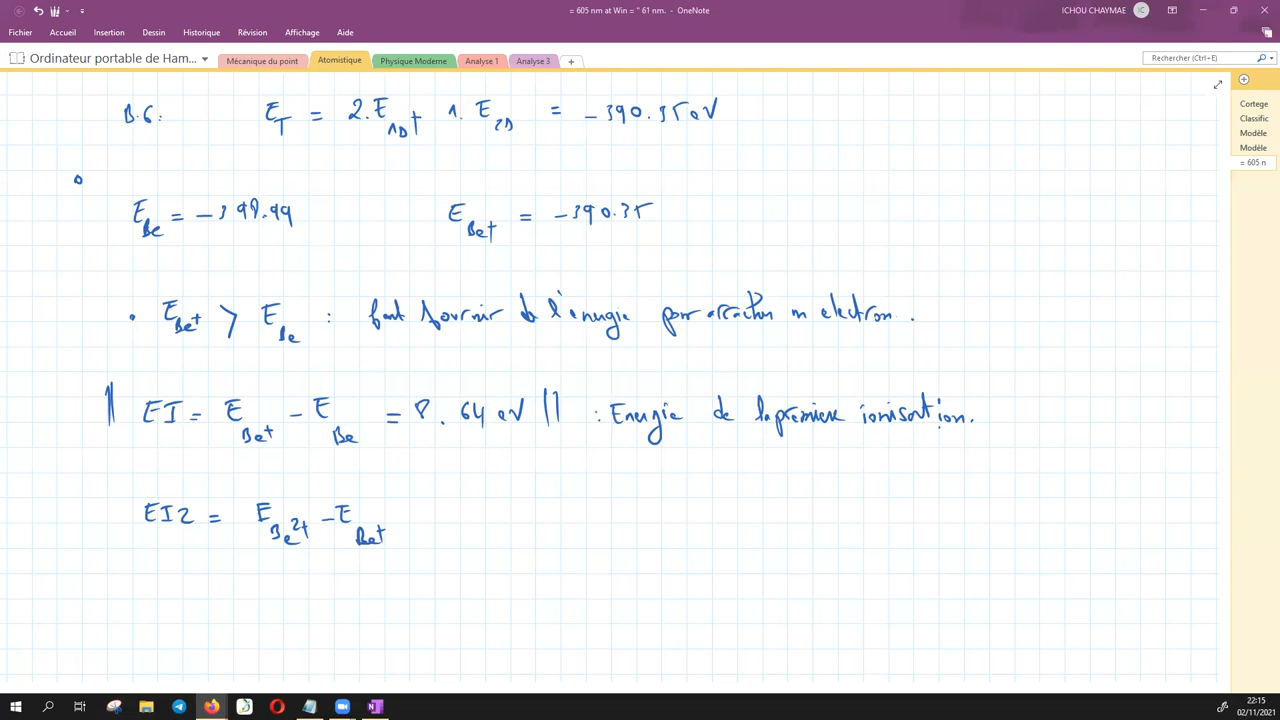 = 605 nm at Win = " 61 nm. - OneNote
ICHOU CHAYMAE IC
Fichier Accueil Insertion Dessin Historique Révision Affichage Aide
Ordinateur portable de Ham... Mécanique du point Atomistique Physique Moderne Analyse 1 Analyse 3 +
Rechercher (Ctrl+E)
Cortege
Classific
Modèle
Modèle
= 605 n
B.6: E_T = 2.E_1s + 1.E_2s = -390.35 eV
E_Be = -398.99 E_Be+ = -390.35
. E_Be+ > E_Be : faut fournir de l'énergie pour arracher un electron.
|| EI = E_Be+ - E_Be = 8.64 eV || : Energie de la première ionisation.
EI2 = E_Be2+ - E_Be+
22:15
02/11/2021